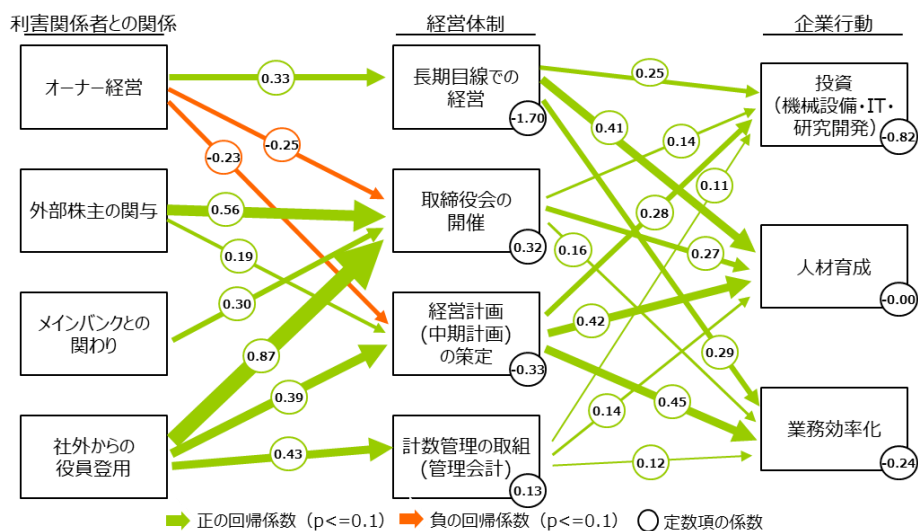 利害関係者との関係
経営体制
企業行動
オーナー経営
外部株主の関与
メインバンクとの
関わり
社外からの
役員登用
0.33
-0.25
-0.23
0.56
0.19
0.30
0.87
0.39
0.43
長期目線での
経営
-1.70
取締役会の
開催
0.32
経営計画
(中期計画)
の策定
-0.33
計数管理の取組
(管理会計)
0.13
0.25
0.41
0.14
0.11
0.28
0.16
0.27
0.42
0.29
0.14
0.45
0.12
投資
(機械設備・IT・
研究開発)
-0.82
人材育成
-0.00
業務効率化
-0.24
正の回帰係数(p<=0.1)
負の回帰係数(p<=0.1)
定数項の係数